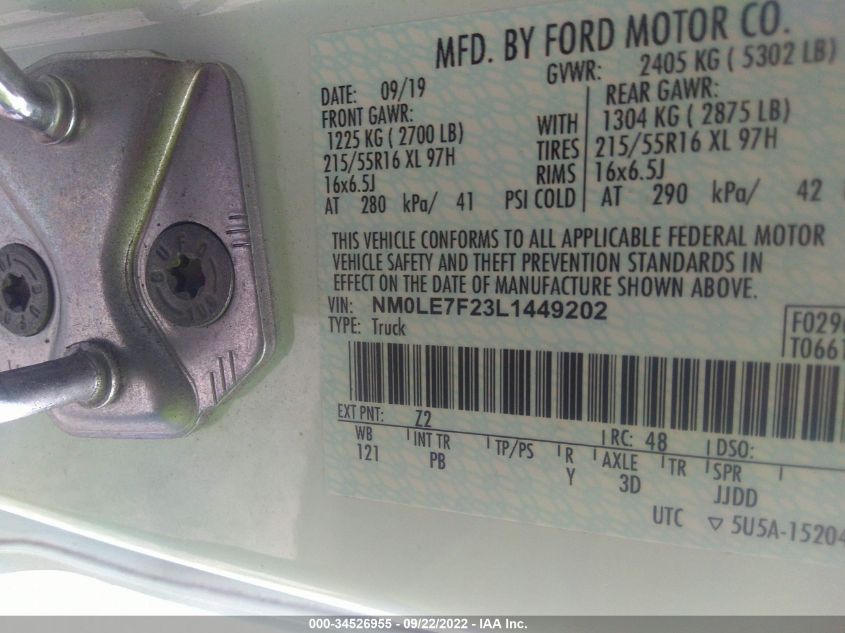 MFD. BY FORD MOTOR CO.
DATE: 09/19 GVWR: 2405 KG ( 5302 LB)
FRONT GAWR: REAR GAWR:
1225 KG ( 2700 LB) WITH 1304 KG ( 2875 LB)
215/55R16 XL 97H TIRES 215/55R16 XL 97H
16x6.5J RIMS 16x6.5J
AT 280 kPa/ 41 PSI COLD AT 290 kPa/ 42
THIS VEHICLE CONFORMS TO ALL APPLICABLE FEDERAL MOTOR
VEHICLE SAFETY AND THEFT PREVENTION STANDARDS IN
EFFECT ON THE DATE OF MANUFACTURE SHOWN ABOVE.
VIN: NM0LE7F23L1449202
TYPE: Truck
F029
T0661
EXT PNT: Z2 RC: 48 DSO:
WB INT TR TP/PS R AXLE TR SPR
121 PB Y 3D JJDD
UTC ▽ 5U5A-15204
000-34526955 - 09/22/2022 - IAA Inc.